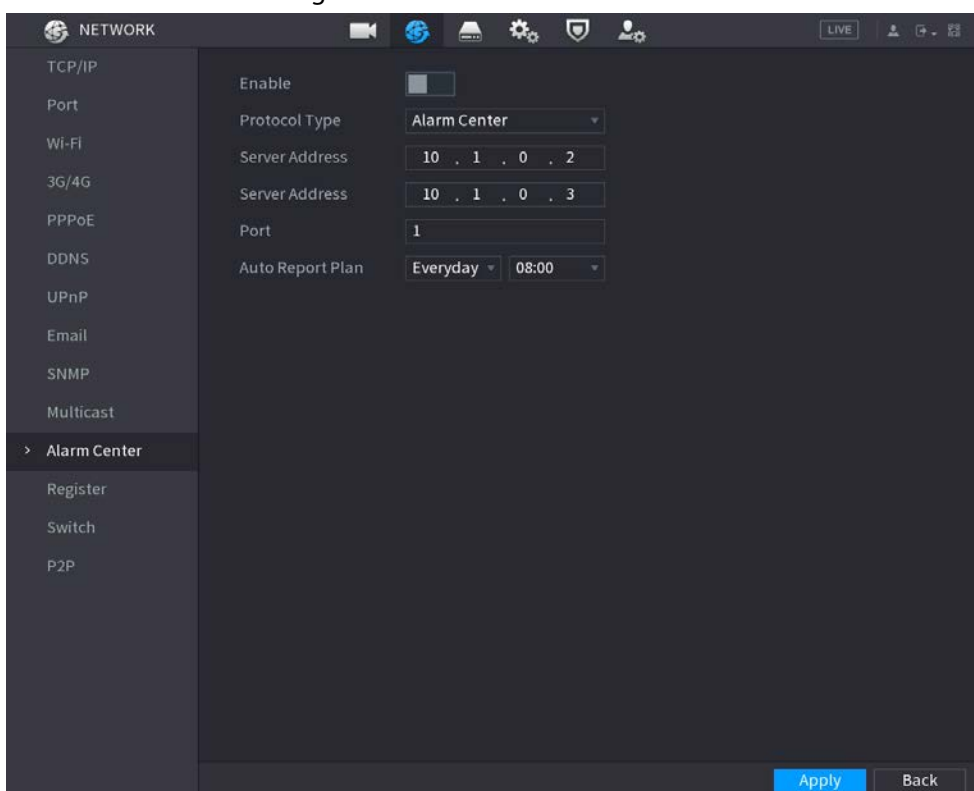 NETWORK
LIVE
TCP/IP
Port
Wi-Fi
3G/4G
PPPoE
DDNS
UPnP
Email
SNMP
Multicast
> Alarm Center
Register
Switch
P2P
Enable
Protocol Type Alarm Center
Server Address 10 . 1 . 0 . 2
Server Address 10 . 1 . 0 . 3
Port 1
Auto Report Plan Everyday 08:00
Apply Back